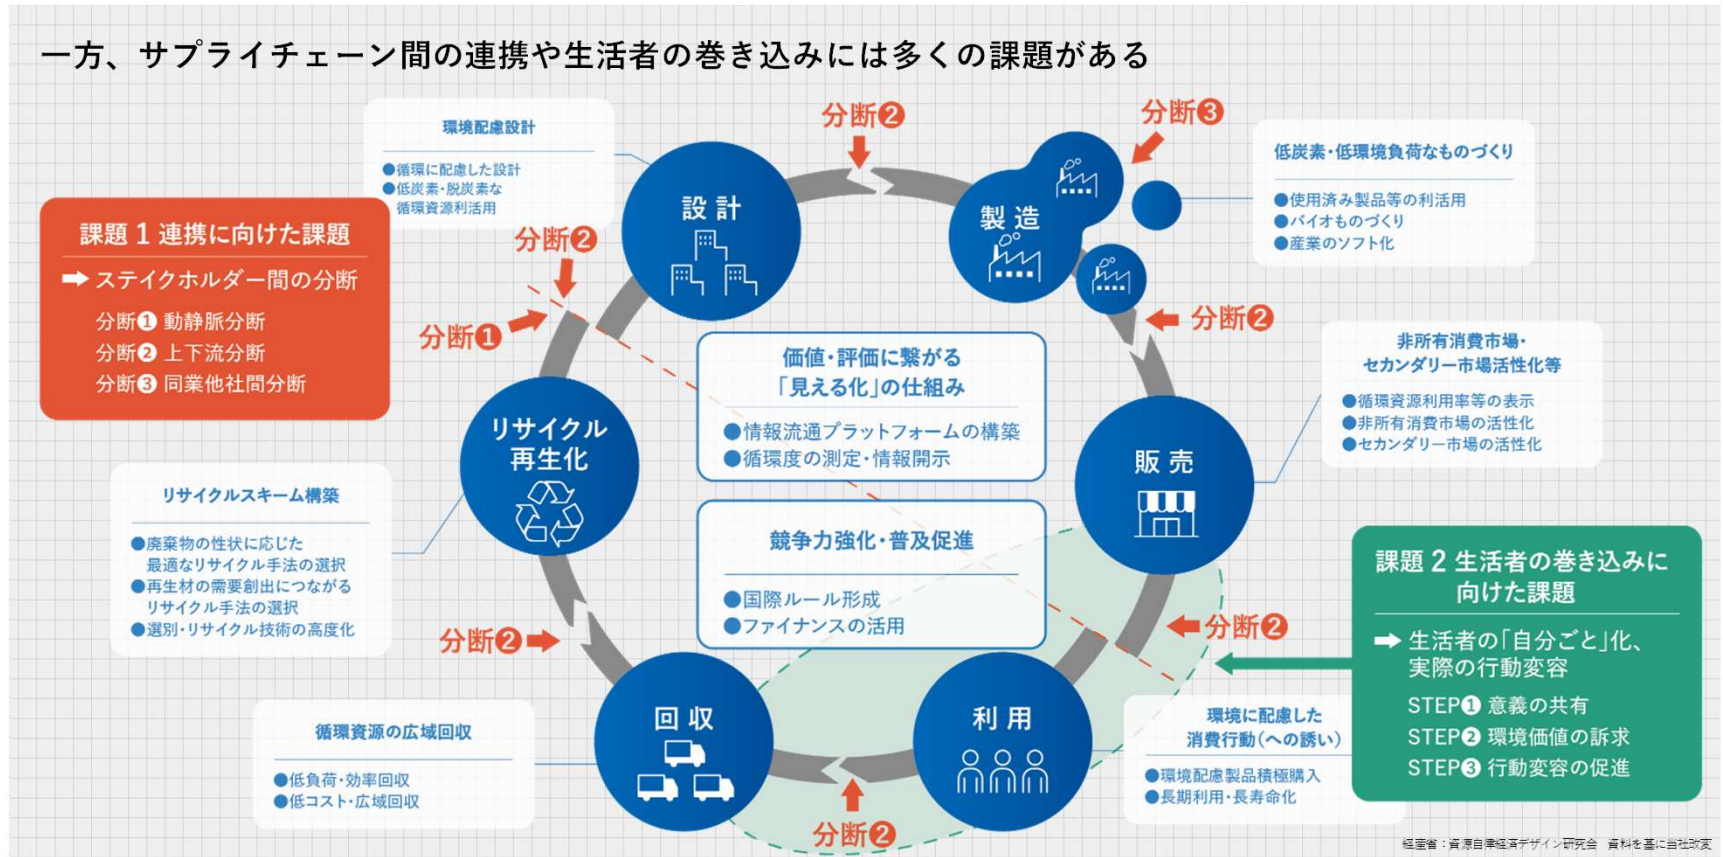 一方、サプライチェーン間の連携や生活者の巻き込みには多くの課題がある
課題 1 連携に向けた課題
➡ステイクホルダー間の分断
分断❶ 動静脈分断
分断❷ 上下流分断
分断❸ 同業他社間分断
環境配慮設計
●循環に配慮した設計
●低炭素・脱炭素な
循環資源利活用
設計
分断❷
分断❸
製造
低炭素・低環境負荷なものづくり
●使用済み製品等の利活用
●バイオものづくり
●産業のソフト化
分断❷
分断❶
分断❷
価値・評価に繋がる
「見える化」の仕組み
●情報流通プラットフォームの構築
●循環度の測定・情報開示
非所有消費市場・
セカンダリー市場活性化等
●循環資源利用率等の表示
●非所有消費市場の活性化
●セカンダリー市場の活性化
リサイクル
再生化
販売
リサイクルスキーム構築
●廃棄物の性状に応じた
最適なリサイクル手法の選択
●再生材の需要創出につながる
リサイクル手法の選択
●選別・リサイクル技術の高度化
競争力強化・普及促進
●国際ルール形成
●ファイナンスの活用
課題 2 生活者の巻き込みに
向けた課題
➡生活者の「自分ごと」化、
実際の行動変容
STEP❶ 意義の共有
STEP❷ 環境価値の訴求
STEP❸ 行動変容の促進
分断❷
分断❷
回収
利用
循環資源の広域回収
●低負荷・効率回収
●低コスト・広域回収
環境に配慮した
消費行動(への誘い)
●環境配慮製品積極購入
●長期利用・長寿命化
分断❷
経産省：資源自律経済デザイン研究会　資料を基に当社改変